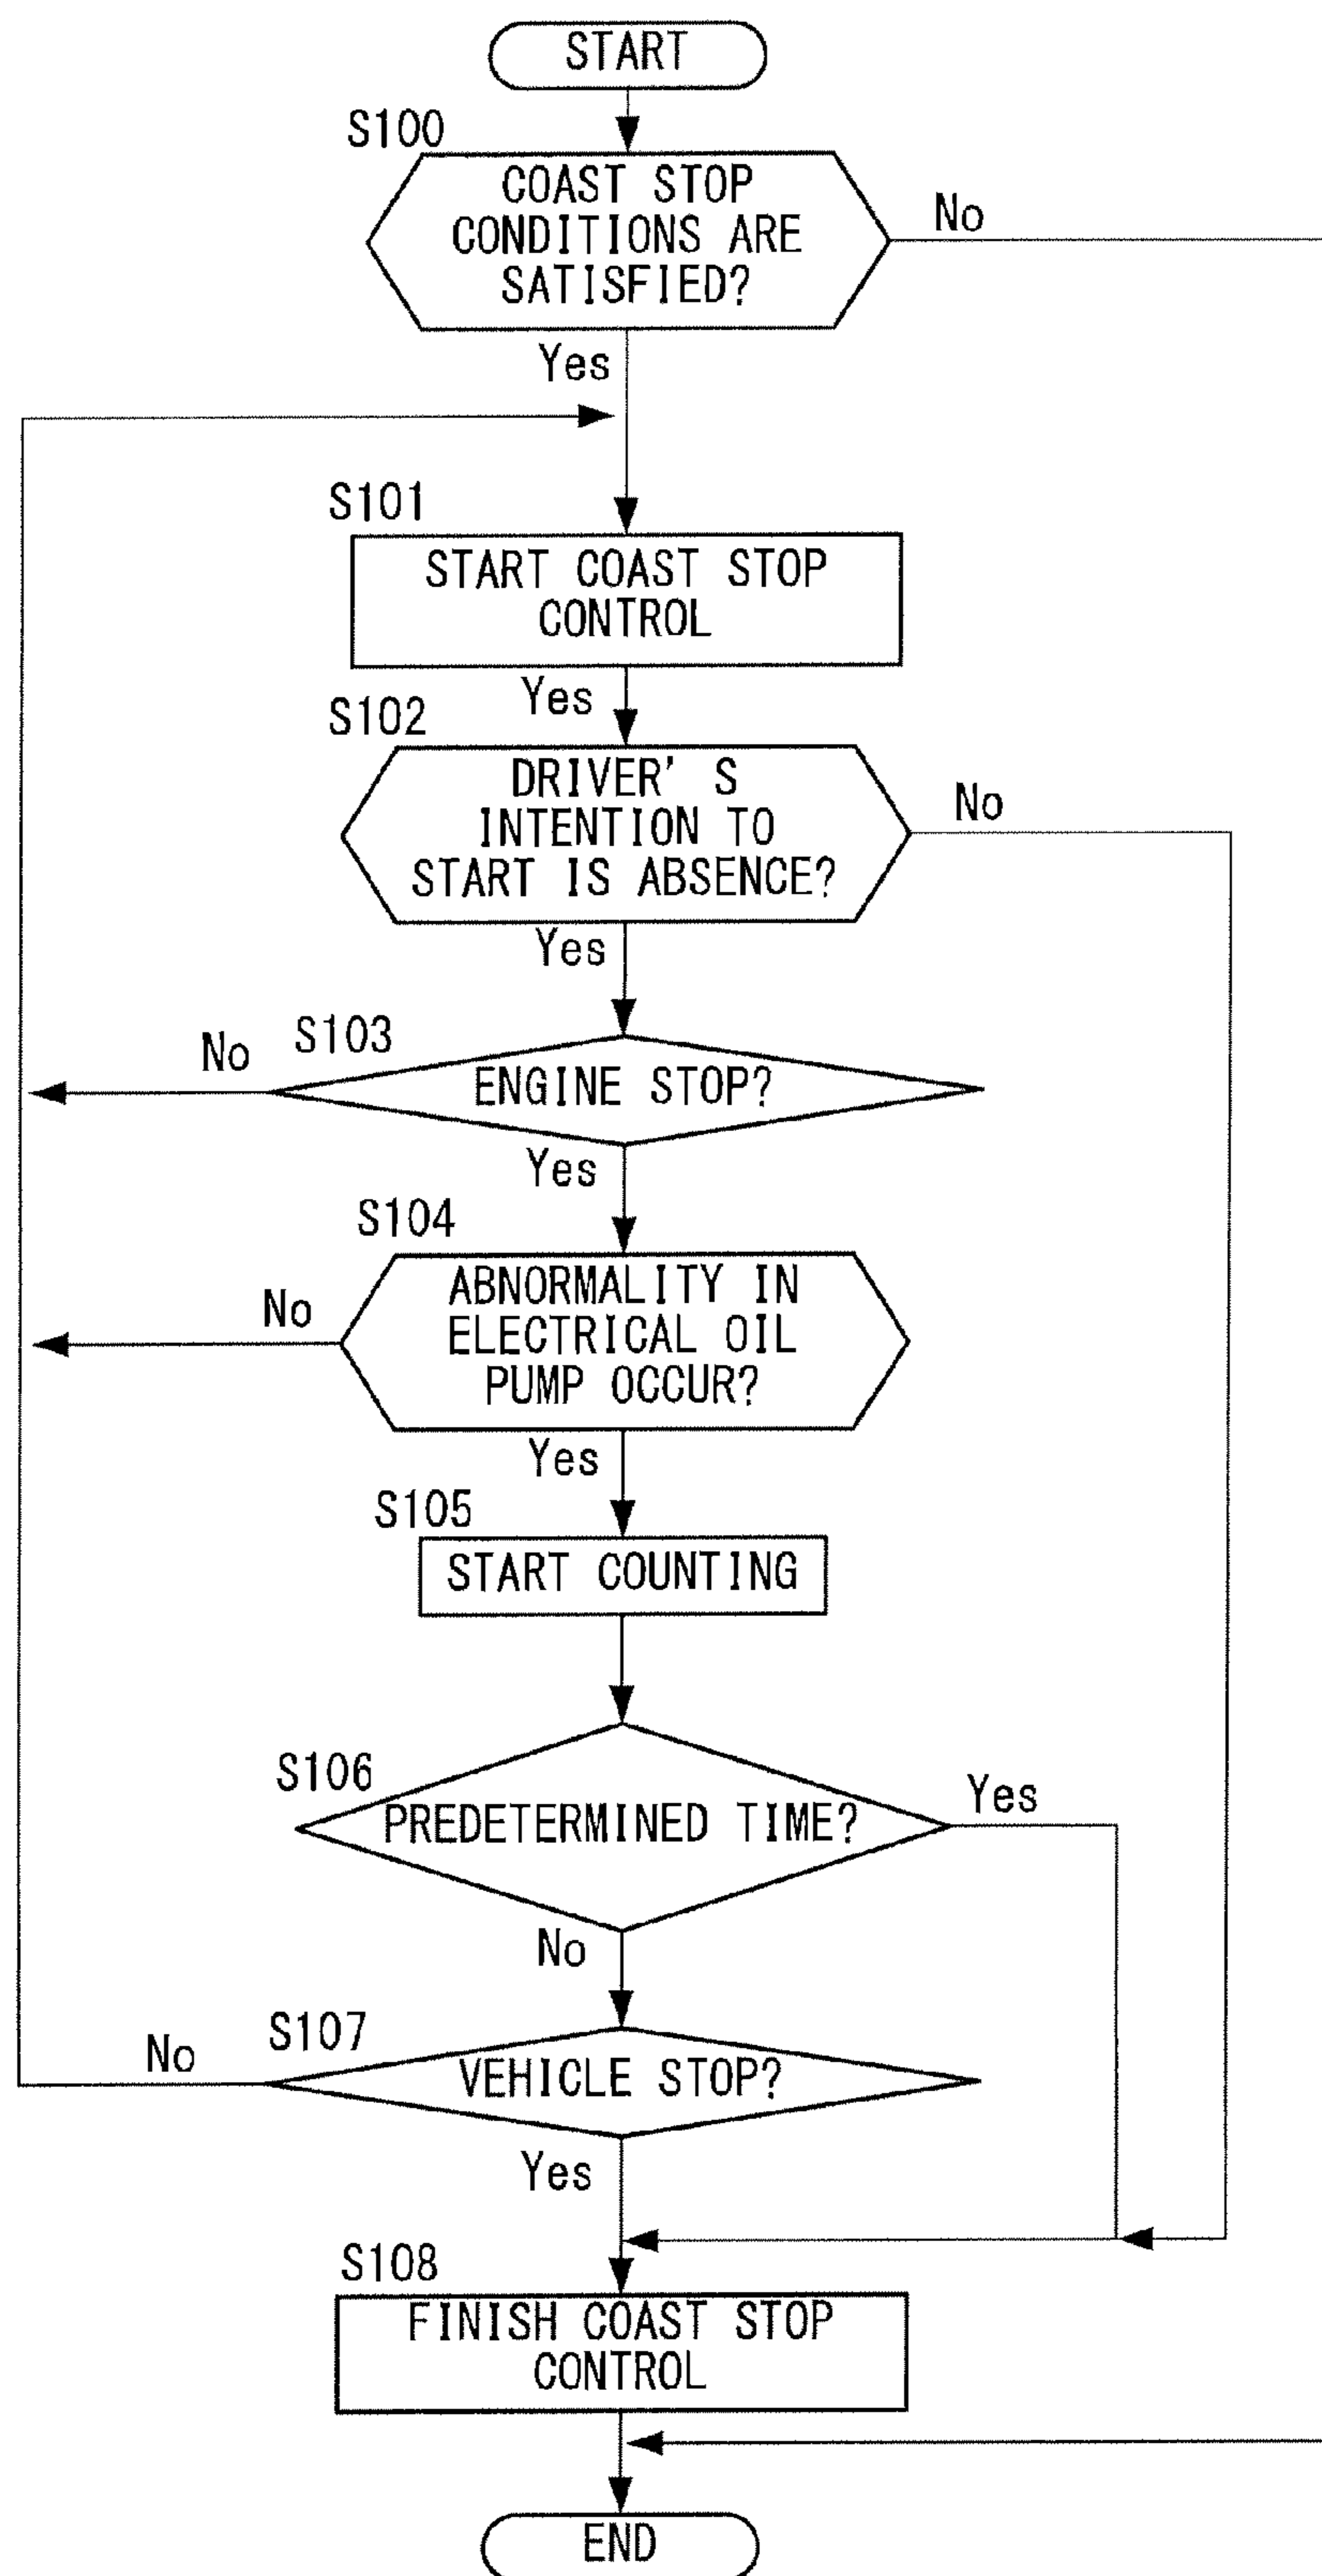 START
S100
COAST STOP
CONDITIONS ARE
SATISFIED?
No
Yes
S101
START COAST STOP
CONTROL
Yes
S102
DRIVER' S
INTENTION TO
START IS ABSENCE?
No
Yes
S103
No
ENGINE STOP?
Yes
S104
No
ABNORMALITY IN
ELECTRICAL OIL
PUMP OCCUR?
Yes
S105
START COUNTING
S106
PREDETERMINED TIME?
Yes
No
S107
No
VEHICLE STOP?
Yes
S108
FINISH COAST STOP
CONTROL
END